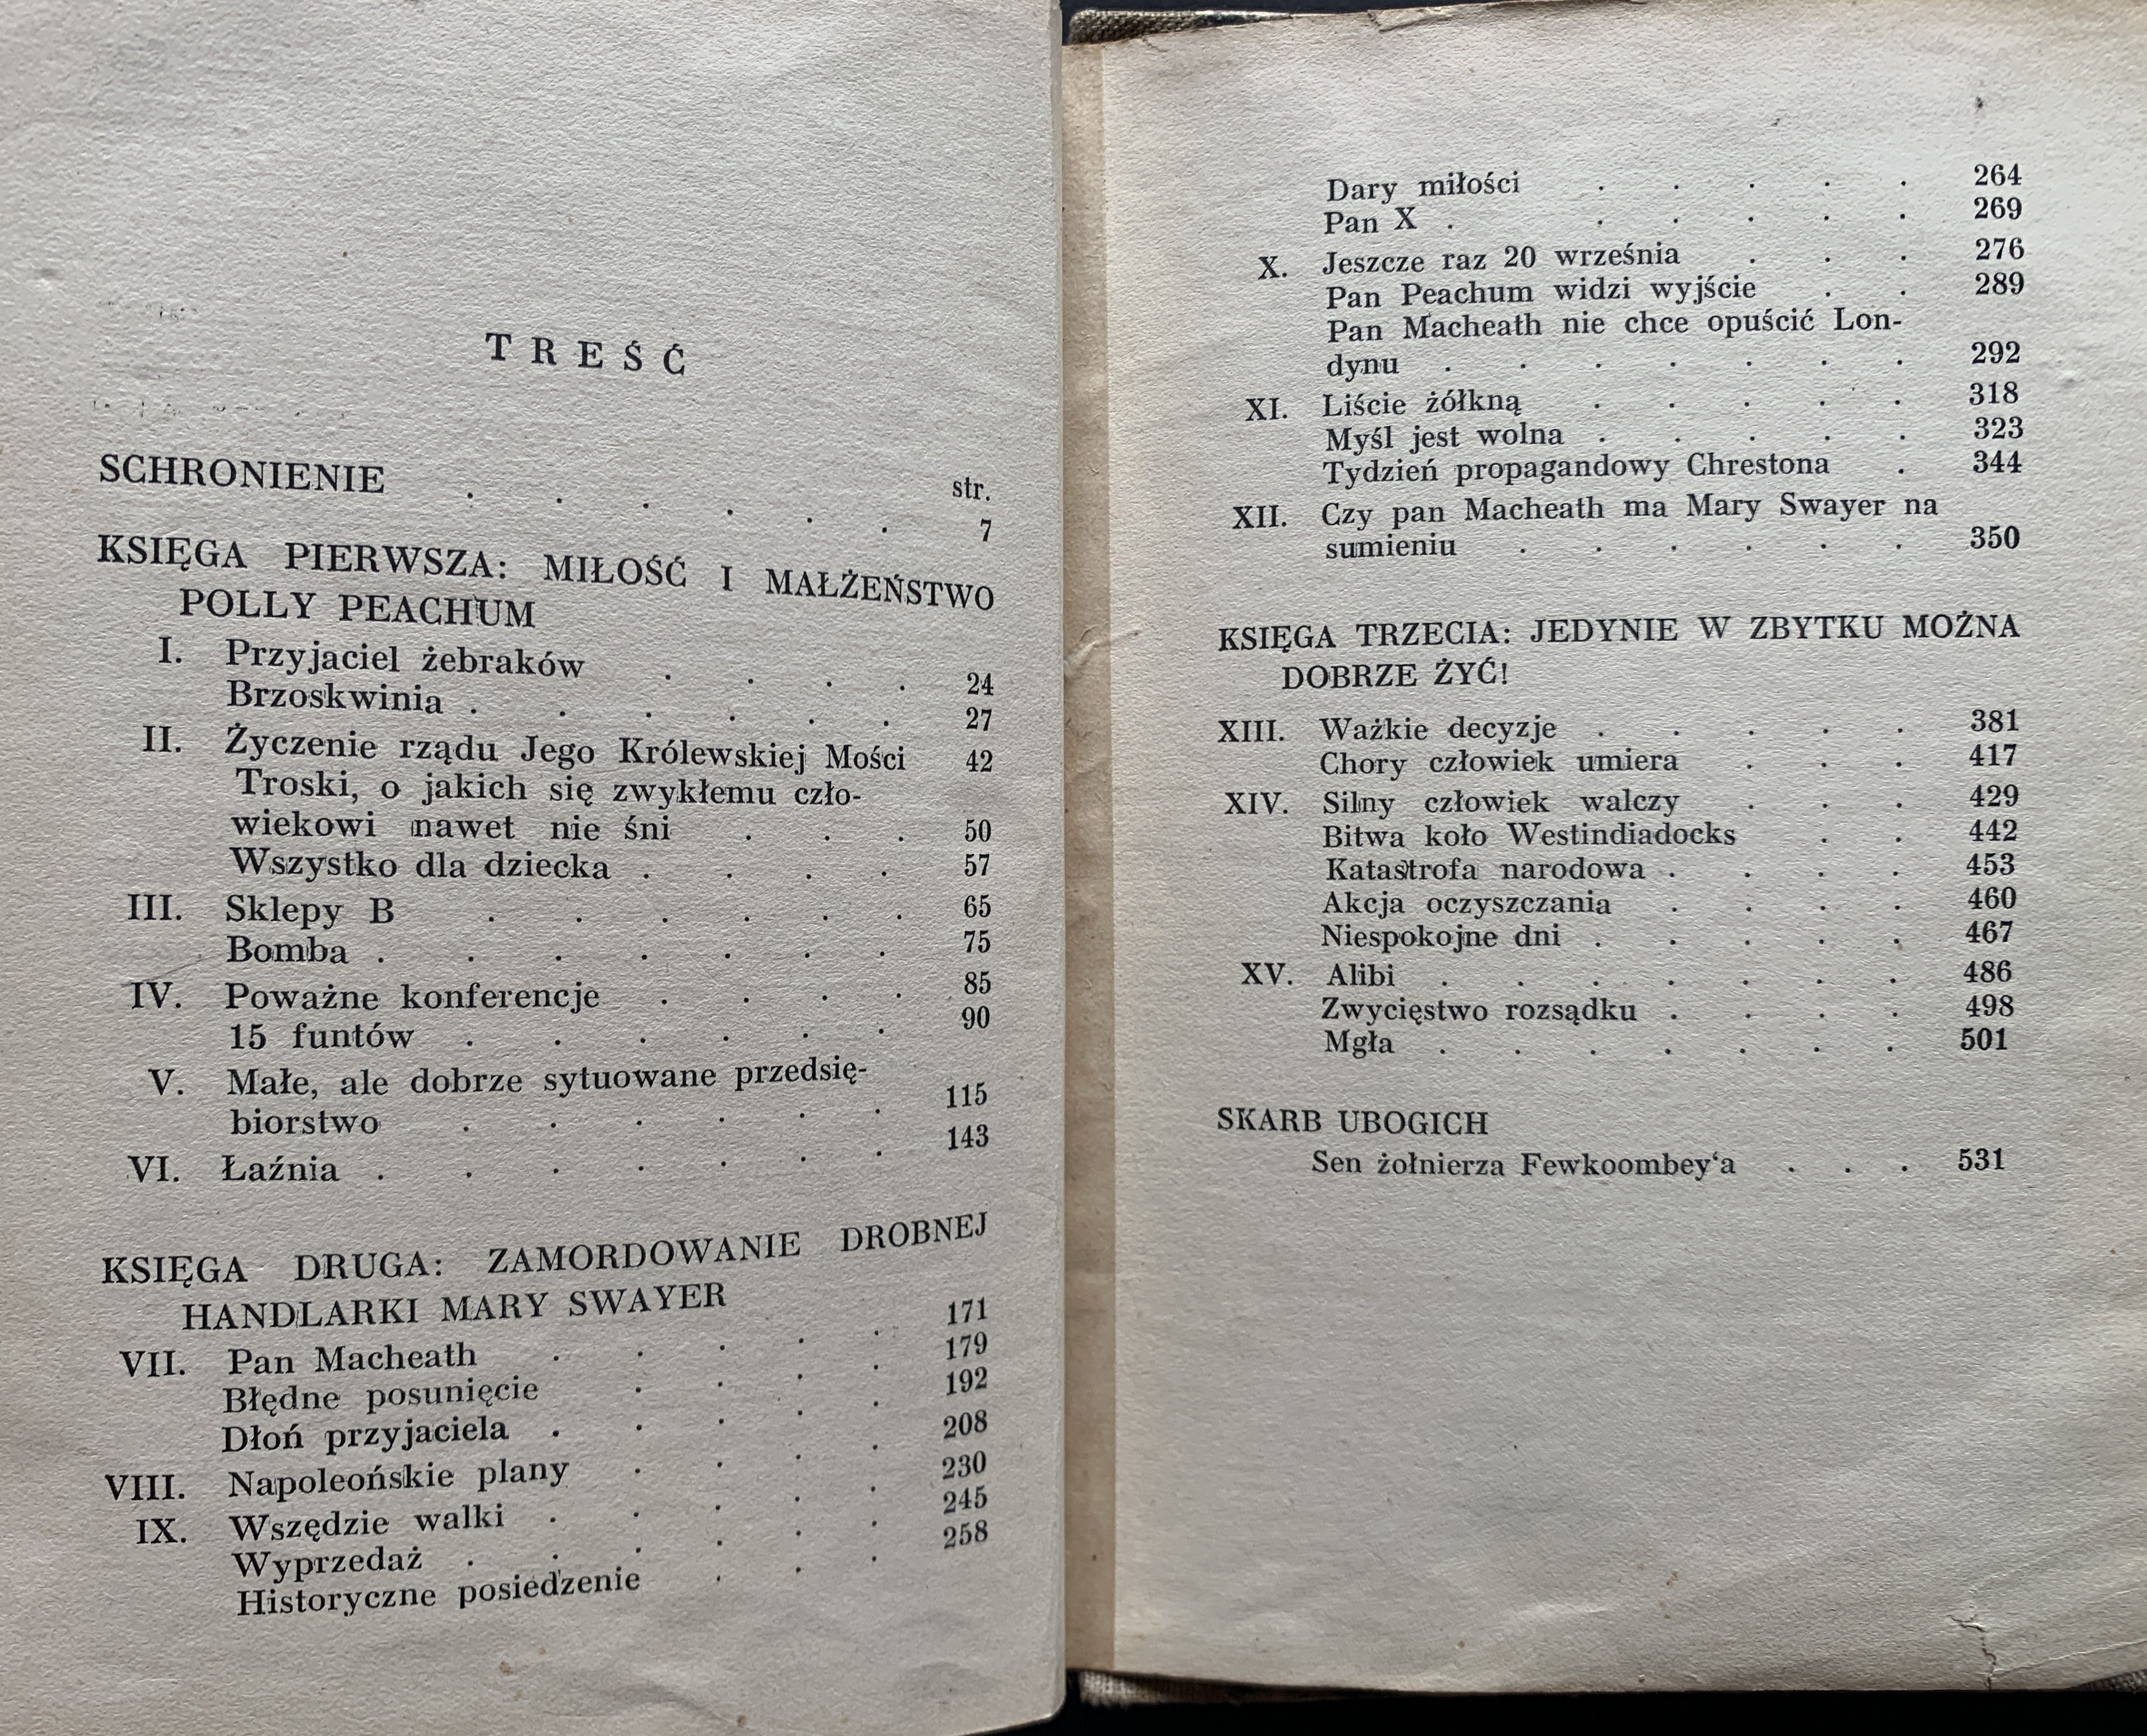 TREŚĆ
str.
SCHRONIENIE . . . . . . 7
KSIĘGA PIERWSZA: MIŁOŚĆ I MAŁŻEŃSTWO
POLLY PEACHUM
I. Przyjaciel żebraków . . . . 24
Brzoskwinia . . . . . . 27
II. Życzenie rządu Jego Królewskiej Mości 42
Troski, o jakich się zwykłemu czło-
wiekowi nawet nie śni . . . 50
Wszystko dla dziecka . . . . 57
III. Sklepy B . . . . . . 65
Bomba . . . . . . . 75
IV. Poważne konferencje . . . . 85
15 funtów . . . . . . 90
V. Małe, ale dobrze sytuowane przedsię-
biorstwo . . . . . . 115
VI. Łaźnia . . . . . . . 143
KSIĘGA DRUGA: ZAMORDOWANIE DROBNEJ
HANDLARKI MARY SWAYER
VII. Pan Macheath . . . . . 171
Błędne posunięcie . . . . 179
Dłoń przyjaciela . . . . . 192
VIII. Napoleońskie plany . . . . 208
IX. Wszędzie walki . . . . . 230
Wyprzedaż . . . . . . 245
Historyczne posiedzenie . . . 258
Dary miłości . . . . . 264
Pan X . . . . . . 269
X. Jeszcze raz 20 września . . . 276
Pan Peachum widzi wyjście . . 289
Pan Macheath nie chce opuścić Lon-
dynu . . . . . . . 292
XI. Liście żółkną . . . . . 318
Myśl jest wolna . . . . . 323
Tydzień propagandowy Chrestona . 344
XII. Czy pan Macheath ma Mary Swayer na
sumieniu . . . . . . 350
KSIĘGA TRZECIA: JEDYNIE W ZBYTKU MOŻNA
DOBRZE ŻYĆ!
XIII. Ważkie decyzje . . . . . 381
Chory człowiek umiera . . . 417
XIV. Silny człowiek walczy . . . 429
Bitwa koło Westindiadocks . . 442
Katastrofa narodowa . . . . 453
Akcja oczyszczania . . . . 460
Niespokojne dni . . . . . 467
XV. Alibi . . . . . . . 486
Zwycięstwo rozsądku . . . . 498
Mgła . . . . . . . 501
SKARB UBOGICH
Sen żołnierza Fewkoombey‘a . . . 531